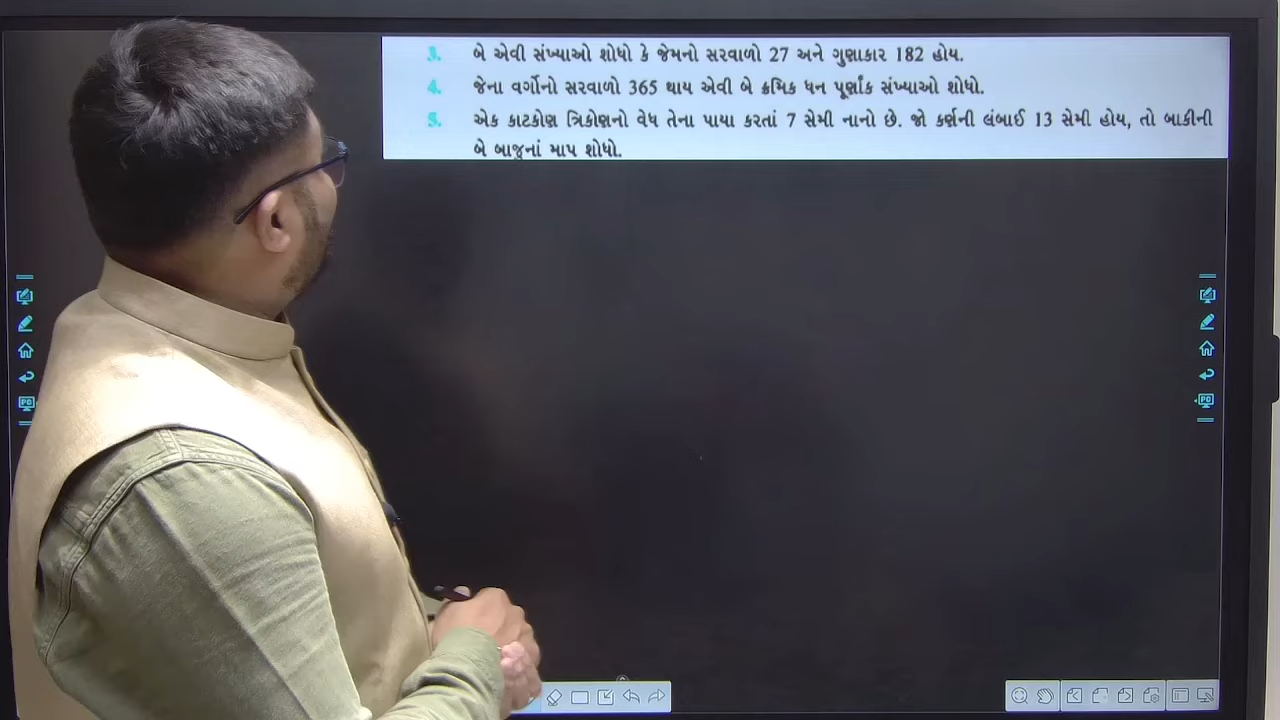 3. બે એવી સંખ્યાઓ શોધો કે જેમનો સરવાળો 27 અને ગુણાકાર 182 હોય.
4. જેના વર્ગોનો સરવાળો 365 થાય એવી બે ક્રમિક ધન પૂર્ણાંક સંખ્યાઓ શોધો.
5. એક કાટકોણ ત્રિકોણનો વેધ તેના પાયા કરતાં 7 સેમી નાનો છે. જો કર્ણની લંબાઈ 13 સેમી હોય, તો બાકીની
બે બાજુનાં માપ શોધો.